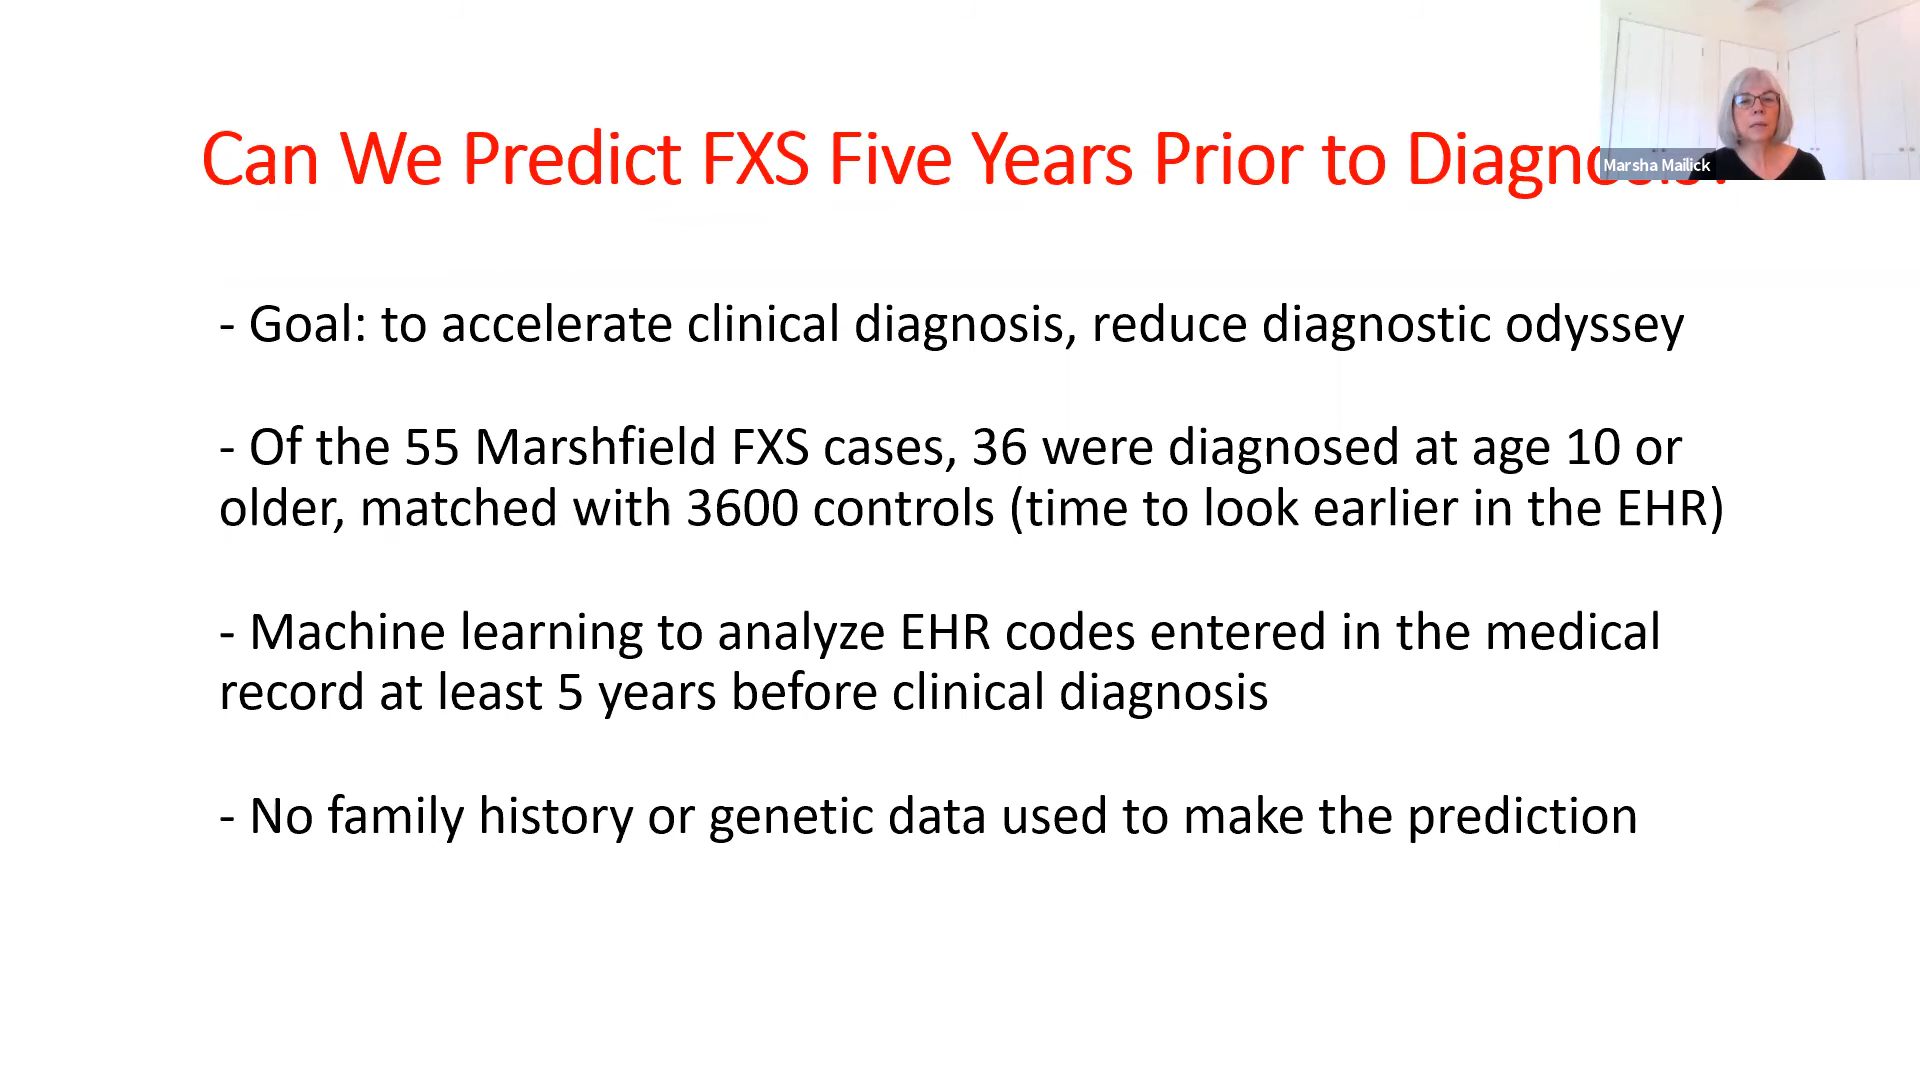 Can We Predict FXS Five Years Prior to
Marsha Mailick
- Goal: to accelerate clinical diagnosis, reduce diagnostic odyssey
- Of the 55 Marshfield FXS cases, 36 were diagnosed at age 10 or
older, matched with 3600 controls (time to look earlier in the EHR)
- Machine learning to analyze EHR codes entered in the medical
record at least 5 years before clinical diagnosis
- No family history or genetic data used to make the prediction